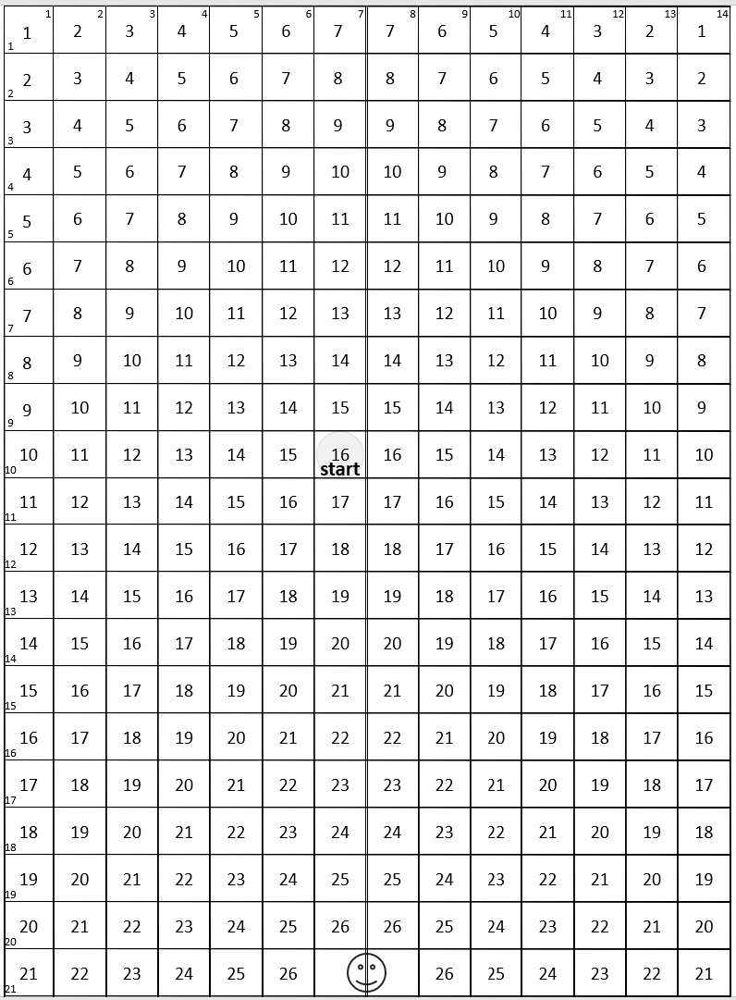 1 2 3 4 5 6 7 8 9 10 11 12 13 14
1 1 2 3 4 5 6 7 7 6 5 4 3 2 1
2 2 3 4 5 6 7 8 8 7 6 5 4 3 2
3 3 4 5 6 7 8 9 9 8 7 6 5 4 3
4 4 5 6 7 8 9 10 10 9 8 7 6 5 4
5 5 6 7 8 9 10 11 11 10 9 8 7 6 5
6 6 7 8 9 10 11 12 12 11 10 9 8 7 6
7 7 8 9 10 11 12 13 13 12 11 10 9 8 7
8 8 9 10 11 12 13 14 14 13 12 11 10 9 8
9 9 10 11 12 13 14 15 15 14 13 12 11 10 9
10 10 11 12 13 14 15 16 16 15 14 13 12 11 10
start
11 11 12 13 14 15 16 17 17 16 15 14 13 12 11
12 12 13 14 15 16 17 18 18 17 16 15 14 13 12
13 13 14 15 16 17 18 19 19 18 17 16 15 14 13
14 14 15 16 17 18 19 20 20 19 18 17 16 15 14
15 15 16 17 18 19 20 21 21 20 19 18 17 16 15
16 16 17 18 19 20 21 22 22 21 20 19 18 17 16
17 17 18 19 20 21 22 23 23 22 21 20 19 18 17
18 18 19 20 21 22 23 24 24 23 22 21 20 19 18
19 19 20 21 22 23 24 25 25 24 23 22 21 20 19
20 20 21 22 23 24 25 26 26 25 24 23 22 21 20
21 21 22 23 24 25 26 26 25 24 23 22 21